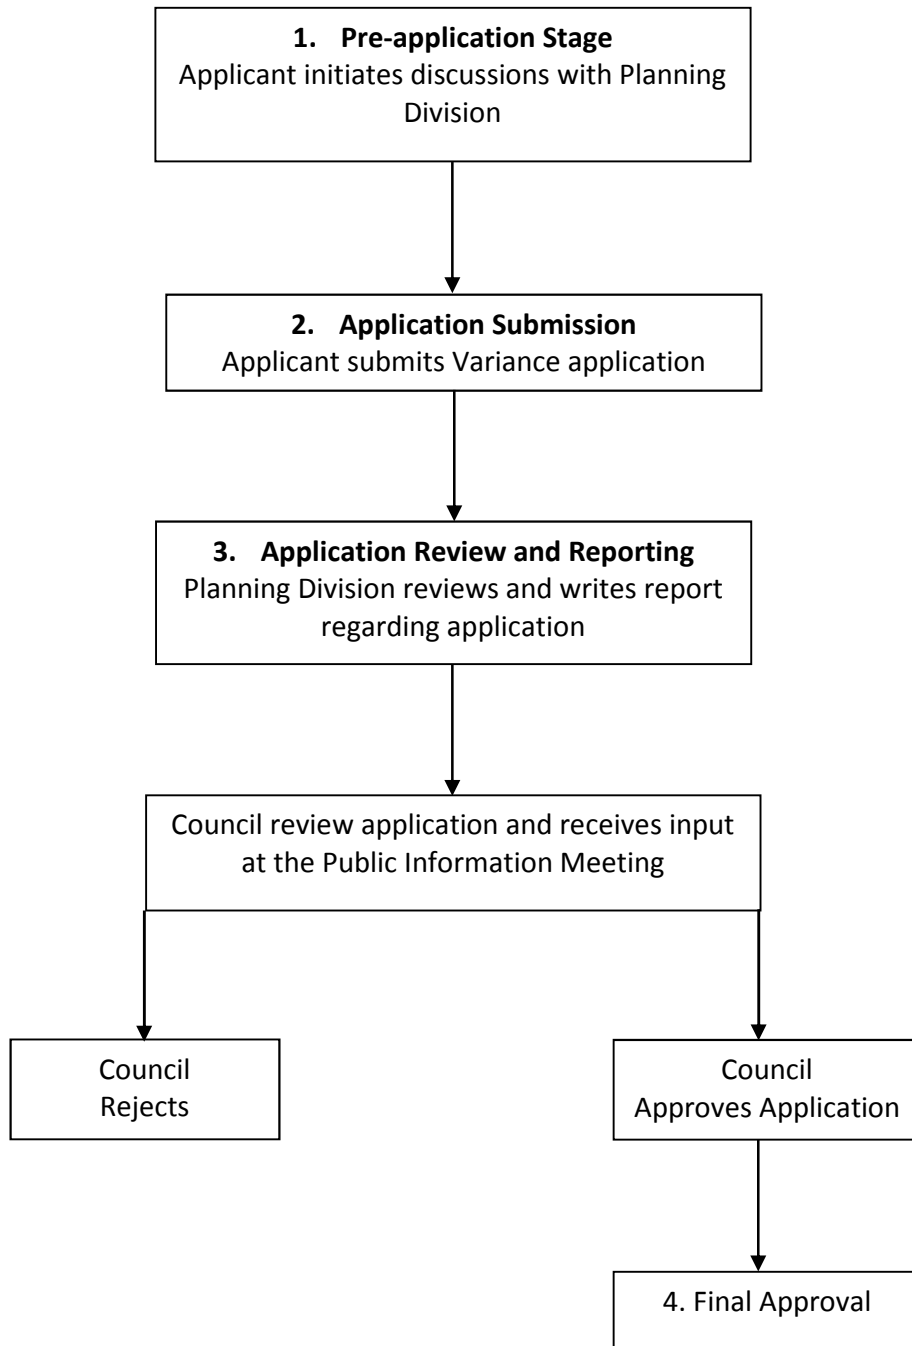 1. Pre-application Stage
Applicant initiates discussions with Planning
Division
2. Application Submission
Applicant submits Variance application
3. Application Review and Reporting
Planning Division reviews and writes report
regarding application
Council review application and receives input
at the Public Information Meeting
Council
Rejects
Council
Approves Application
4. Final Approval